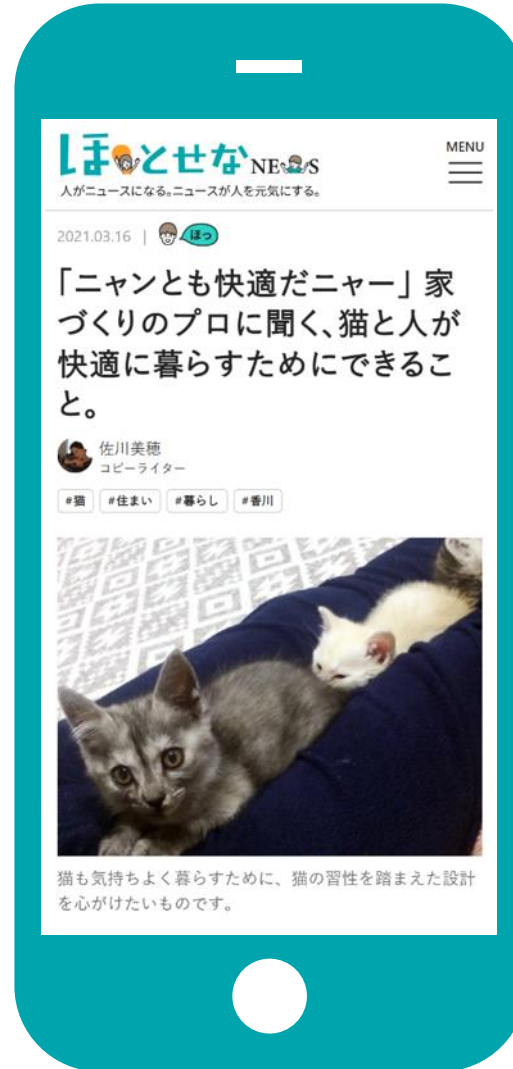 ほっとせなNEWS
MENU
人がニュースになる。ニュースが人を元気にする。
2021.03.16 | ほっ
「ニャンとも快適だニャー」家
づくりのプロに聞く、猫と人が
快適に暮らすためにできるこ
と。
佐川美穂
コピーライター
#猫 #住まい #暮らし #香川
猫も気持ちよく暮らすために、猫の習性を踏まえた設計
を心がけたいものです。